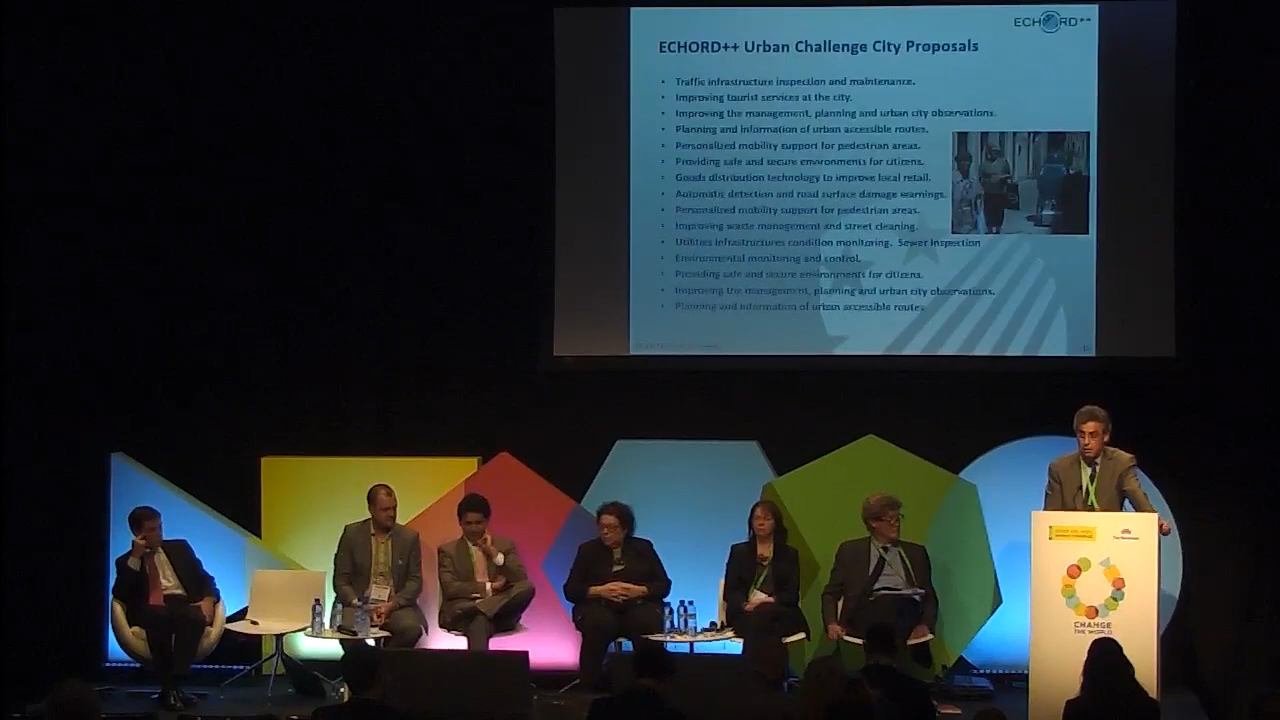 ECHORD++
ECHORD++ Urban Challenge City Proposals
• Traffic infrastructure inspection and maintenance.
• Improving tourist services at the city.
• Improving the management, planning and urban city observations.
• Planning and information of urban accessible routes.
• Personalized mobility support for pedestrian areas.
• Providing safe and secure environments for citizens.
• Goods distribution technology to improve local retail.
• Automatic detection and road surface damage warnings.
• Personalized mobility support for pedestrian areas.
• Improving waste management and street cleaning.
• Utilities infrastructures condition monitoring. Sewer Inspection
• Environmental monitoring and control.
• Providing safe and secure environments for citizens.
• Improving the management, planning and urban city observations.
• Planning and information of urban accessible routes.
CHANGE
THE WORLD